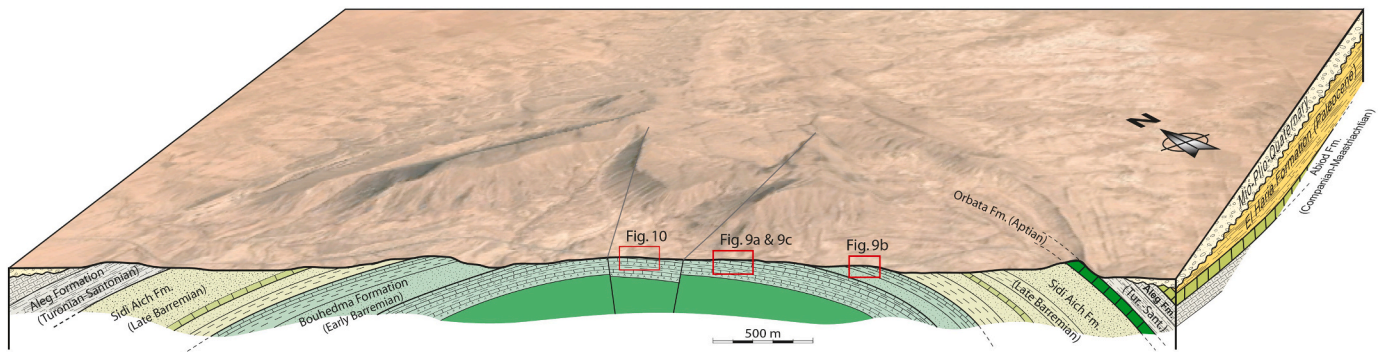 Aleg Formation
(Turonian-Santonian)
Sidi Aich Fm.
(Late Barremian)
Bouhedma Formation
(Early Barremian)
Fig. 10
Fig. 9a & 9c
Fig. 9b
500 m
Orbata Fm. (Aptian)
Sidi Aich Fm.
(Late Barremian)
Aleg Fm.
(Tur.-Sant.)
N
Mio-Plio-Quaternary
El Haria Formation (Paleocene)
Abiod Fm.
(Companian-Maastriachtian)